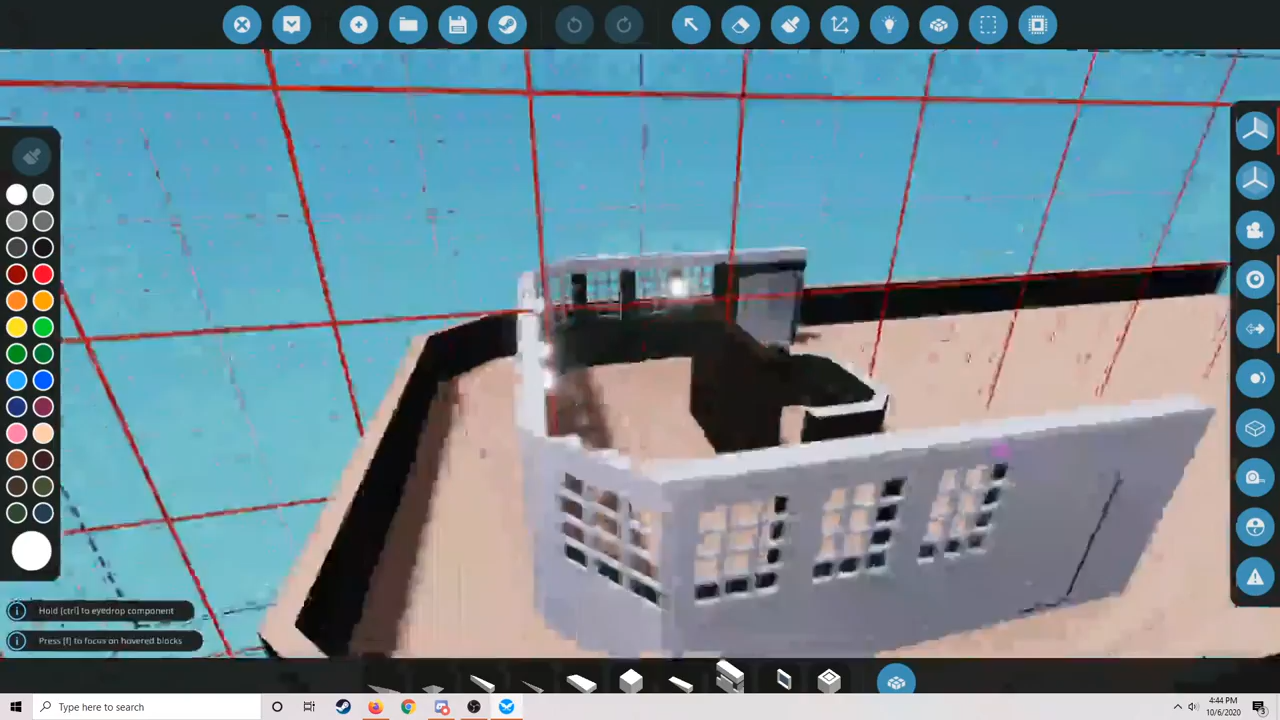 Hold [ctrl] to eyedrop component
Press [f] to focus on hovered blocks
Type here to search
4:44 PM
10/6/2020
3